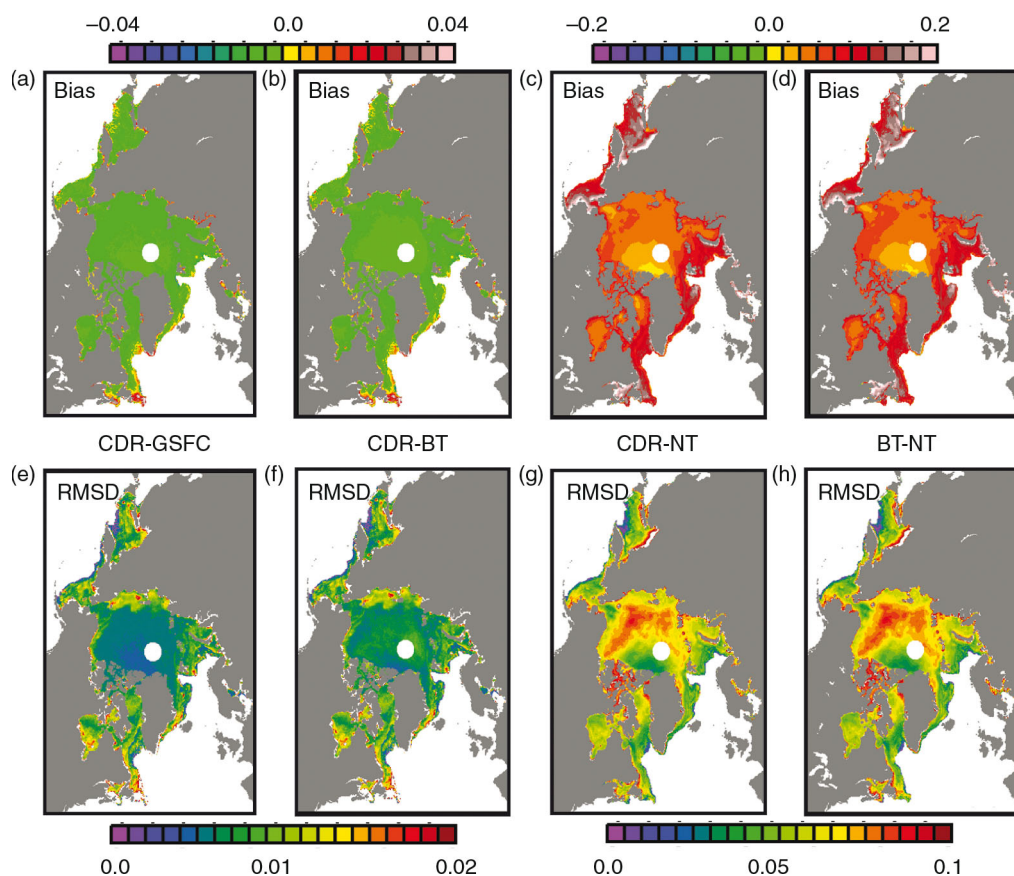 −0.04 0.0 0.04 −0.2 0.0 0.2
(a) Bias (b) Bias (c) Bias (d) Bias
CDR-GSFC CDR-BT CDR-NT BT-NT
(e) RMSD (f) RMSD (g) RMSD (h) RMSD
0.0 0.01 0.02 0.0 0.05 0.1